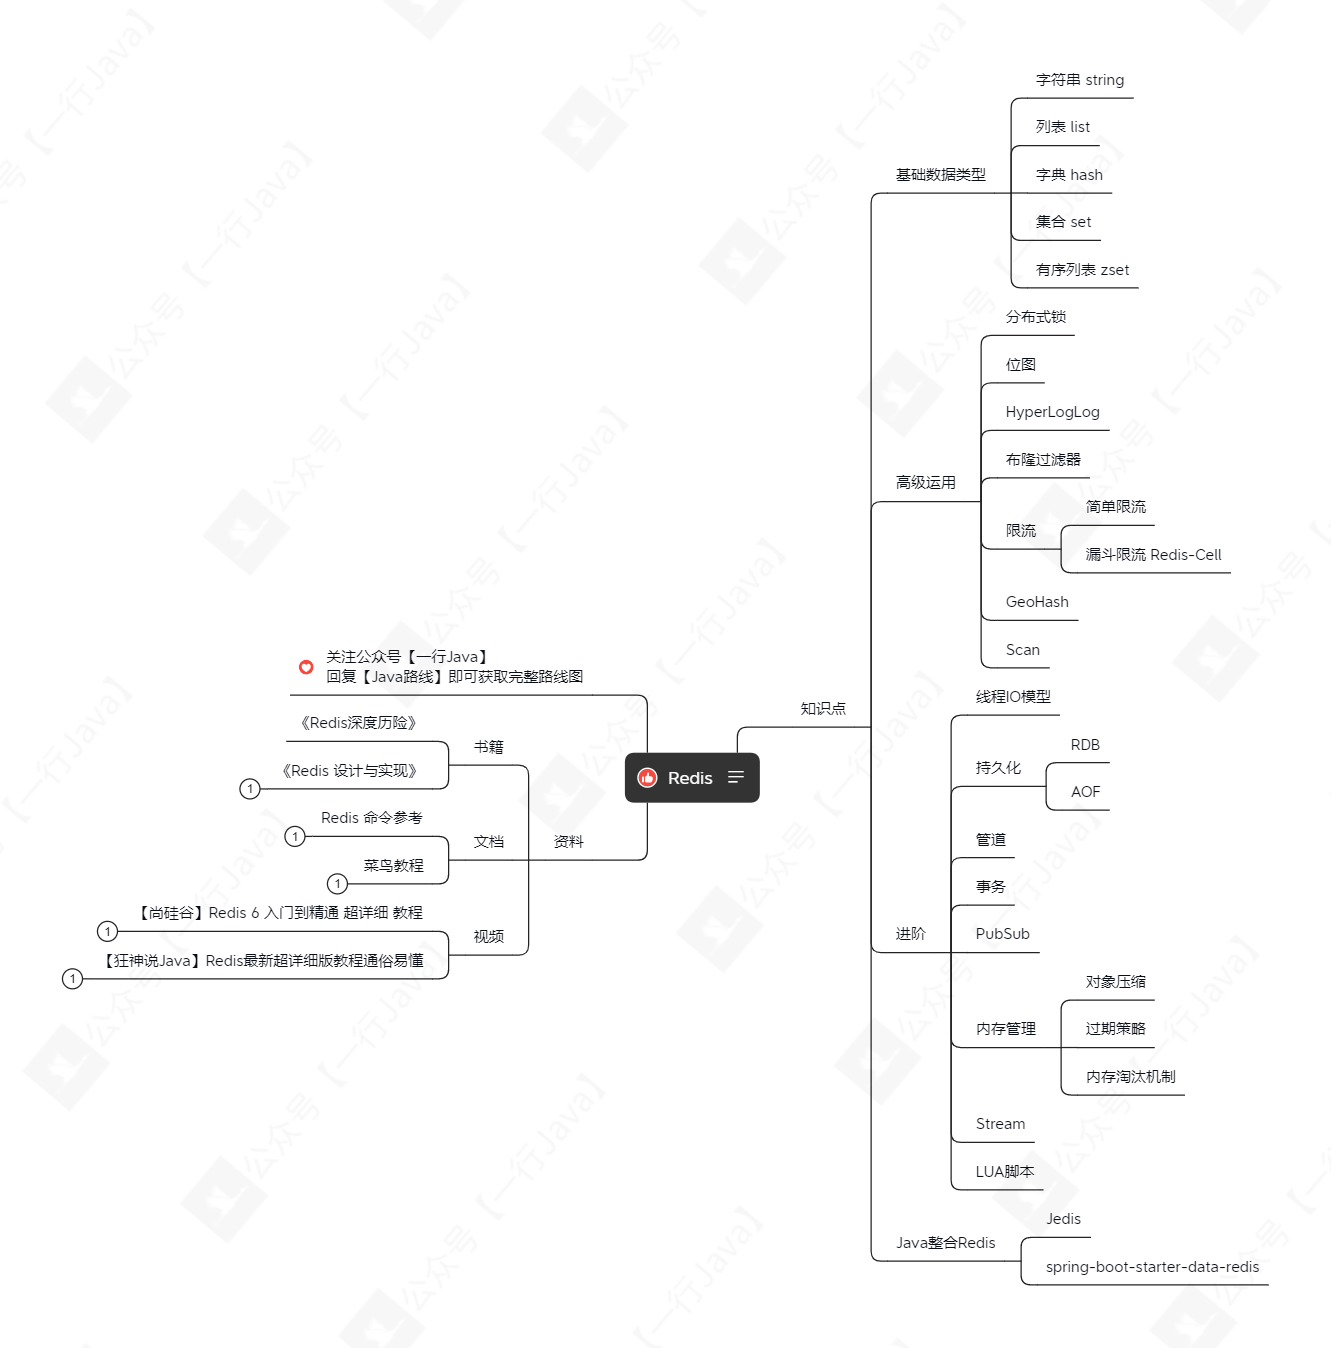 关注公众号【一行Java】
回复【Java路线】即可获取完整路线图
《Redis深度历险》
《Redis 设计与实现》
1
书籍
Redis 命令参考
1
菜鸟教程
1
文档
【尚硅谷】Redis 6 入门到精通 超详细 教程
1
【狂神说Java】Redis最新超详细版教程通俗易懂
1
视频
资料
Redis
知识点
基础数据类型
字符串 string
列表 list
字典 hash
集合 set
有序列表 zset
高级运用
分布式锁
位图
HyperLogLog
布隆过滤器
限流
简单限流
漏斗限流 Redis-Cell
GeoHash
Scan
进阶
线程IO模型
持久化
RDB
AOF
管道
事务
PubSub
内存管理
对象压缩
过期策略
内存淘汰机制
Stream
LUA脚本
Java整合Redis
Jedis
spring-boot-starter-data-redis
公众号【一行Java】